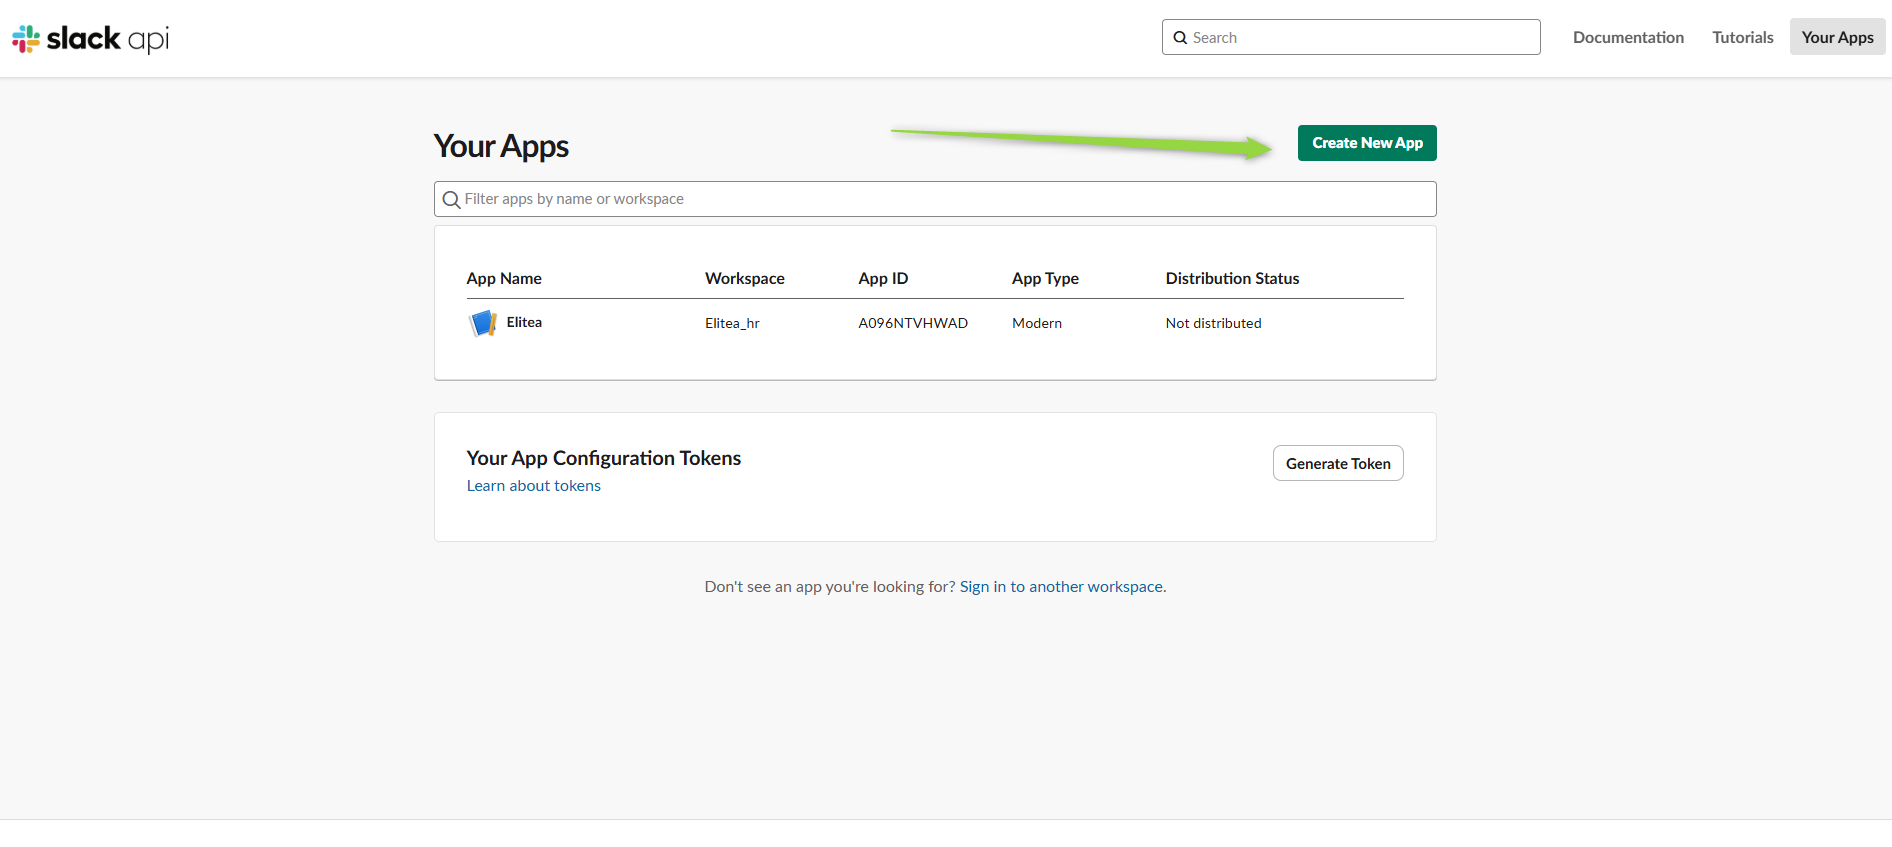 slack api
Search
Documentation
Tutorials
Your Apps
Your Apps
Create New App
Filter apps by name or workspace
App Name Workspace App ID App Type Distribution Status
Elitea Elitea_hr A096NTVHWAD Modern Not distributed
Your App Configuration Tokens
Generate Token
Learn about tokens
Don't see an app you're looking for? Sign in to another workspace.